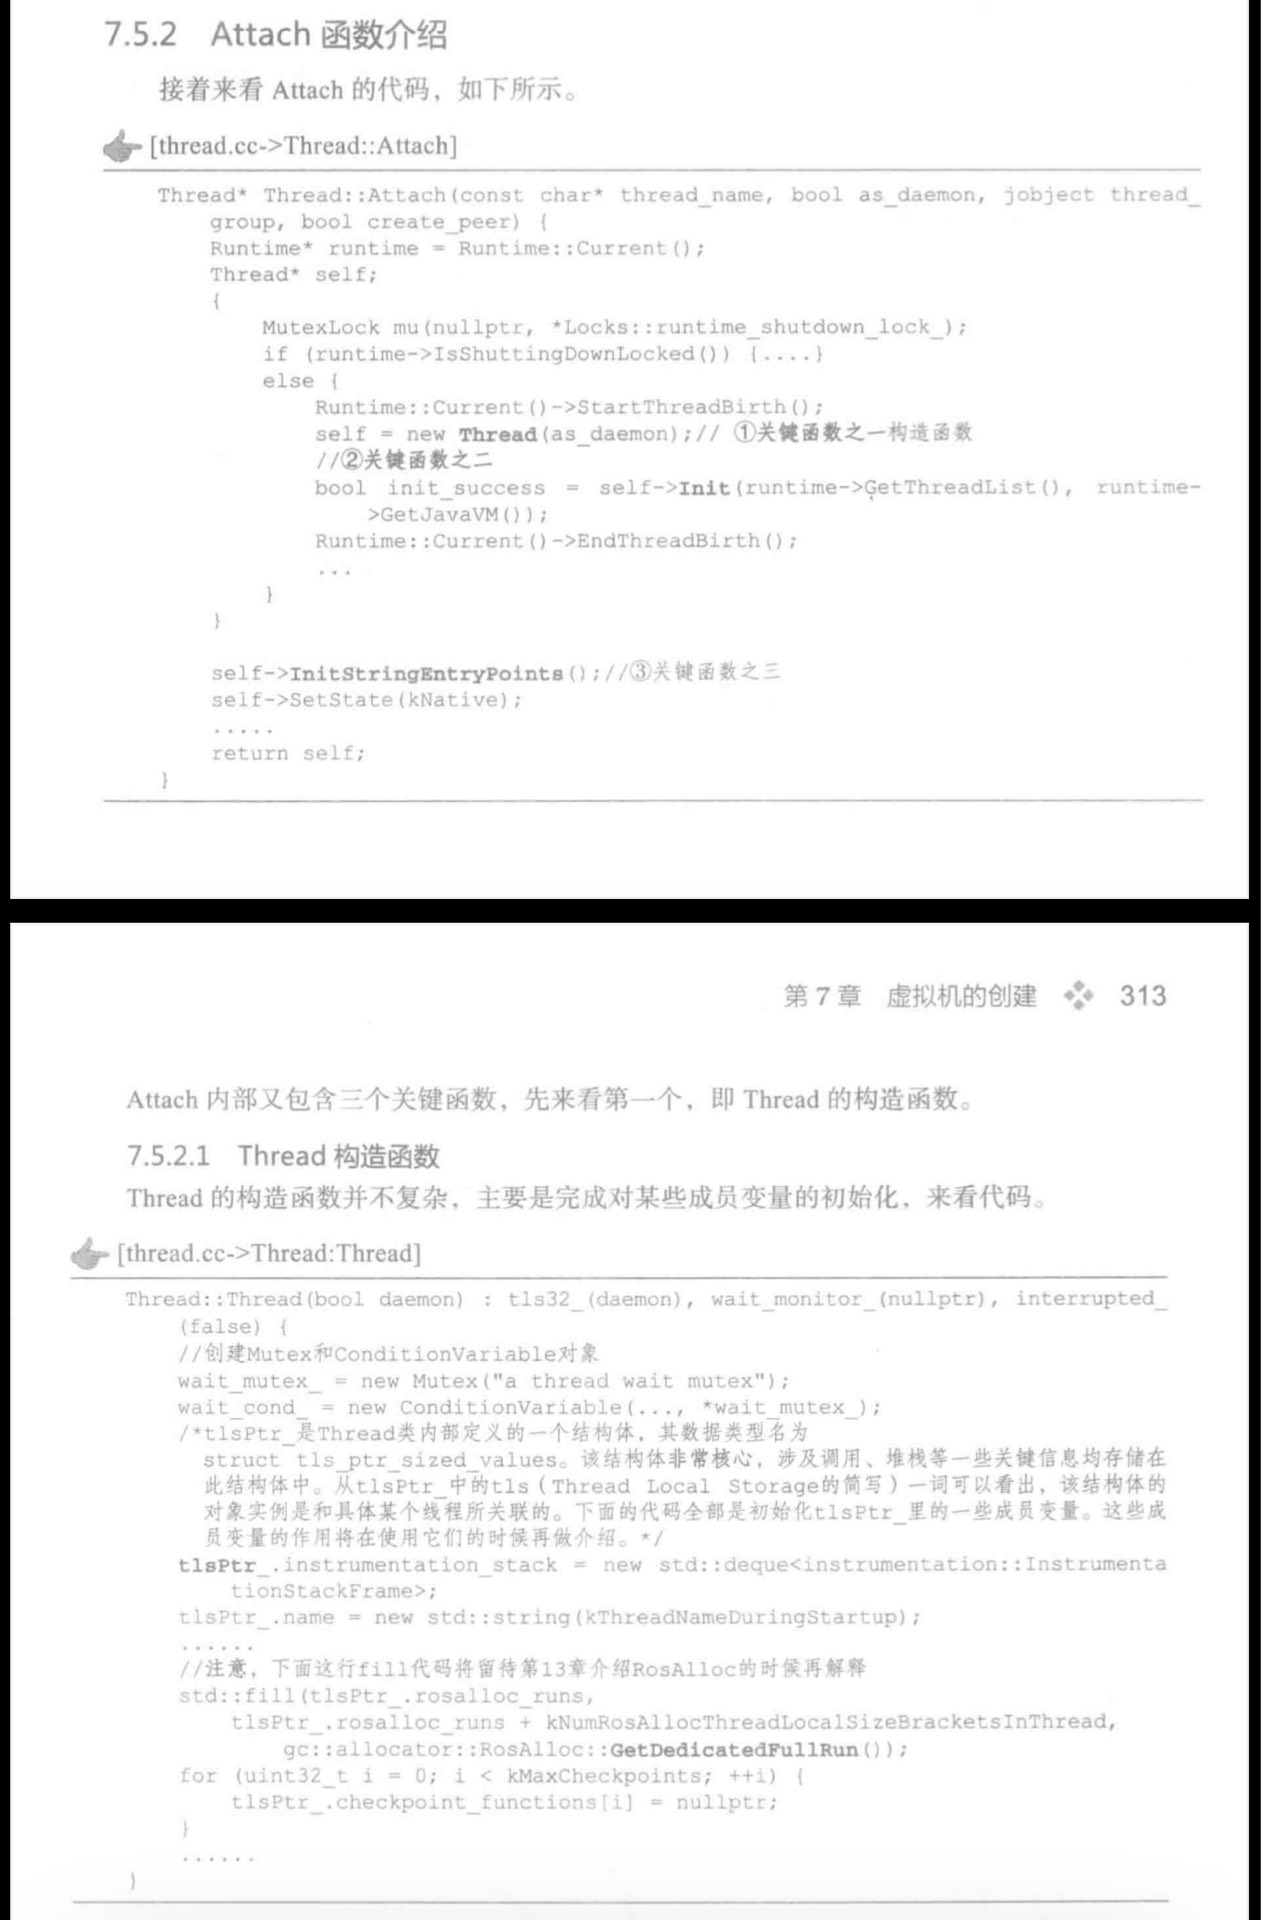 7.5.2 Attach 函数介绍
接着来看 Attach 的代码，如下所示。
[thread.cc->Thread::Attach]
Thread* Thread::Attach(const char* thread_name, bool as_daemon, jobject thread_
group, bool create_peer) {
Runtime* runtime = Runtime::Current();
Thread* self;
{
MutexLock mu(nullptr, *Locks::runtime_shutdown_lock_);
if (runtime->IsShuttingDownLocked()) {....}
else {
Runtime::Current()->StartThreadBirth();
self = new Thread(as_daemon);// ①关键函数之一构造函数
//②关键函数之二
bool init_success = self->Init(runtime->GetThreadList(), runtime-
>GetJavaVM());
Runtime::Current()->EndThreadBirth();
...
}
}
self->InitStringEntryPoints();//③关键函数之三
self->SetState(kNative);
.....
return self;
}
第 7 章 虚拟机的创建 313
Attach 内部又包含三个关键函数，先来看第一个，即 Thread 的构造函数。
7.5.2.1 Thread 构造函数
Thread 的构造函数并不复杂，主要是完成对某些成员变量的初始化，来看代码。
[thread.cc->Thread:Thread]
Thread::Thread(bool daemon) : tls32_(daemon), wait_monitor_(nullptr), interrupted_
(false) {
//创建Mutex和ConditionVariable对象
wait_mutex_ = new Mutex("a thread wait mutex");
wait_cond_ = new ConditionVariable(..., *wait_mutex_);
/*tlsPtr_是Thread类内部定义的一个结构体，其数据类型名为
struct tls_ptr_sized_values。该结构体非常核心，涉及调用、堆栈等一些关键信息均存储在
此结构体中。从tlsPtr_中的tls（Thread Local Storage的简写）一词可以看出，该结构体的
对象实例是和具体某个线程所关联的。下面的代码全部是初始化tlsPtr_里的一些成员变量。这些成
员变量的作用将在使用它们的时候再做介绍。*/
tlsPtr_.instrumentation_stack = new std::deque<instrumentation::Instrumenta
tionStackFrame>;
tlsPtr_.name = new std::string(kThreadNameDuringStartup);
......
//注意，下面这行fill代码将留待第13章介绍RosAlloc的时候再解释
std::fill(tlsPtr_.rosalloc_runs,
tlsPtr_.rosalloc_runs + kNumRosAllocThreadLocalSizeBracketsInThread,
gc::allocator::RosAlloc::GetDedicatedFullRun());
for (uint32_t i = 0; i < kMaxCheckpoints; ++i) {
tlsPtr_.checkpoint_functions[i] = nullptr;
}
......
}